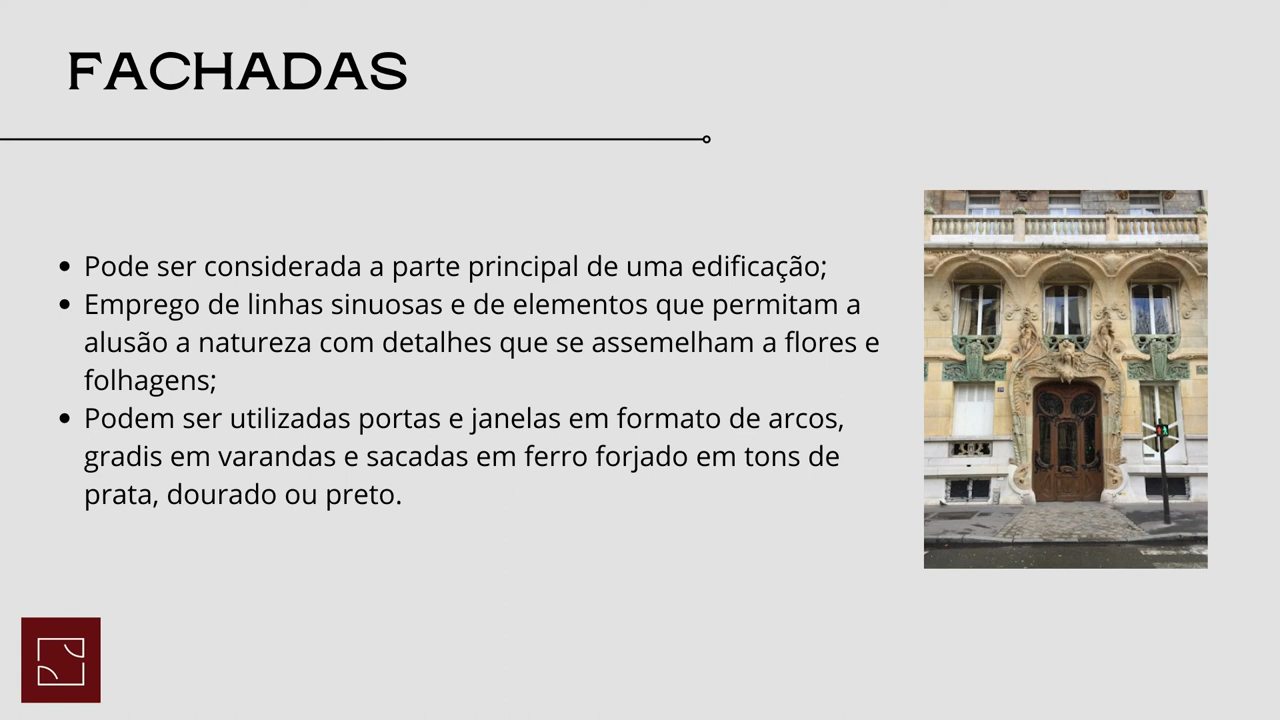 FACHADAS
• Pode ser considerada a parte principal de uma edificação;
• Emprego de linhas sinuosas e de elementos que permitam a
alusão a natureza com detalhes que se assemelham a flores e
folhagens;
• Podem ser utilizadas portas e janelas em formato de arcos,
gradis em varandas e sacadas em ferro forjado em tons de
prata, dourado ou preto.